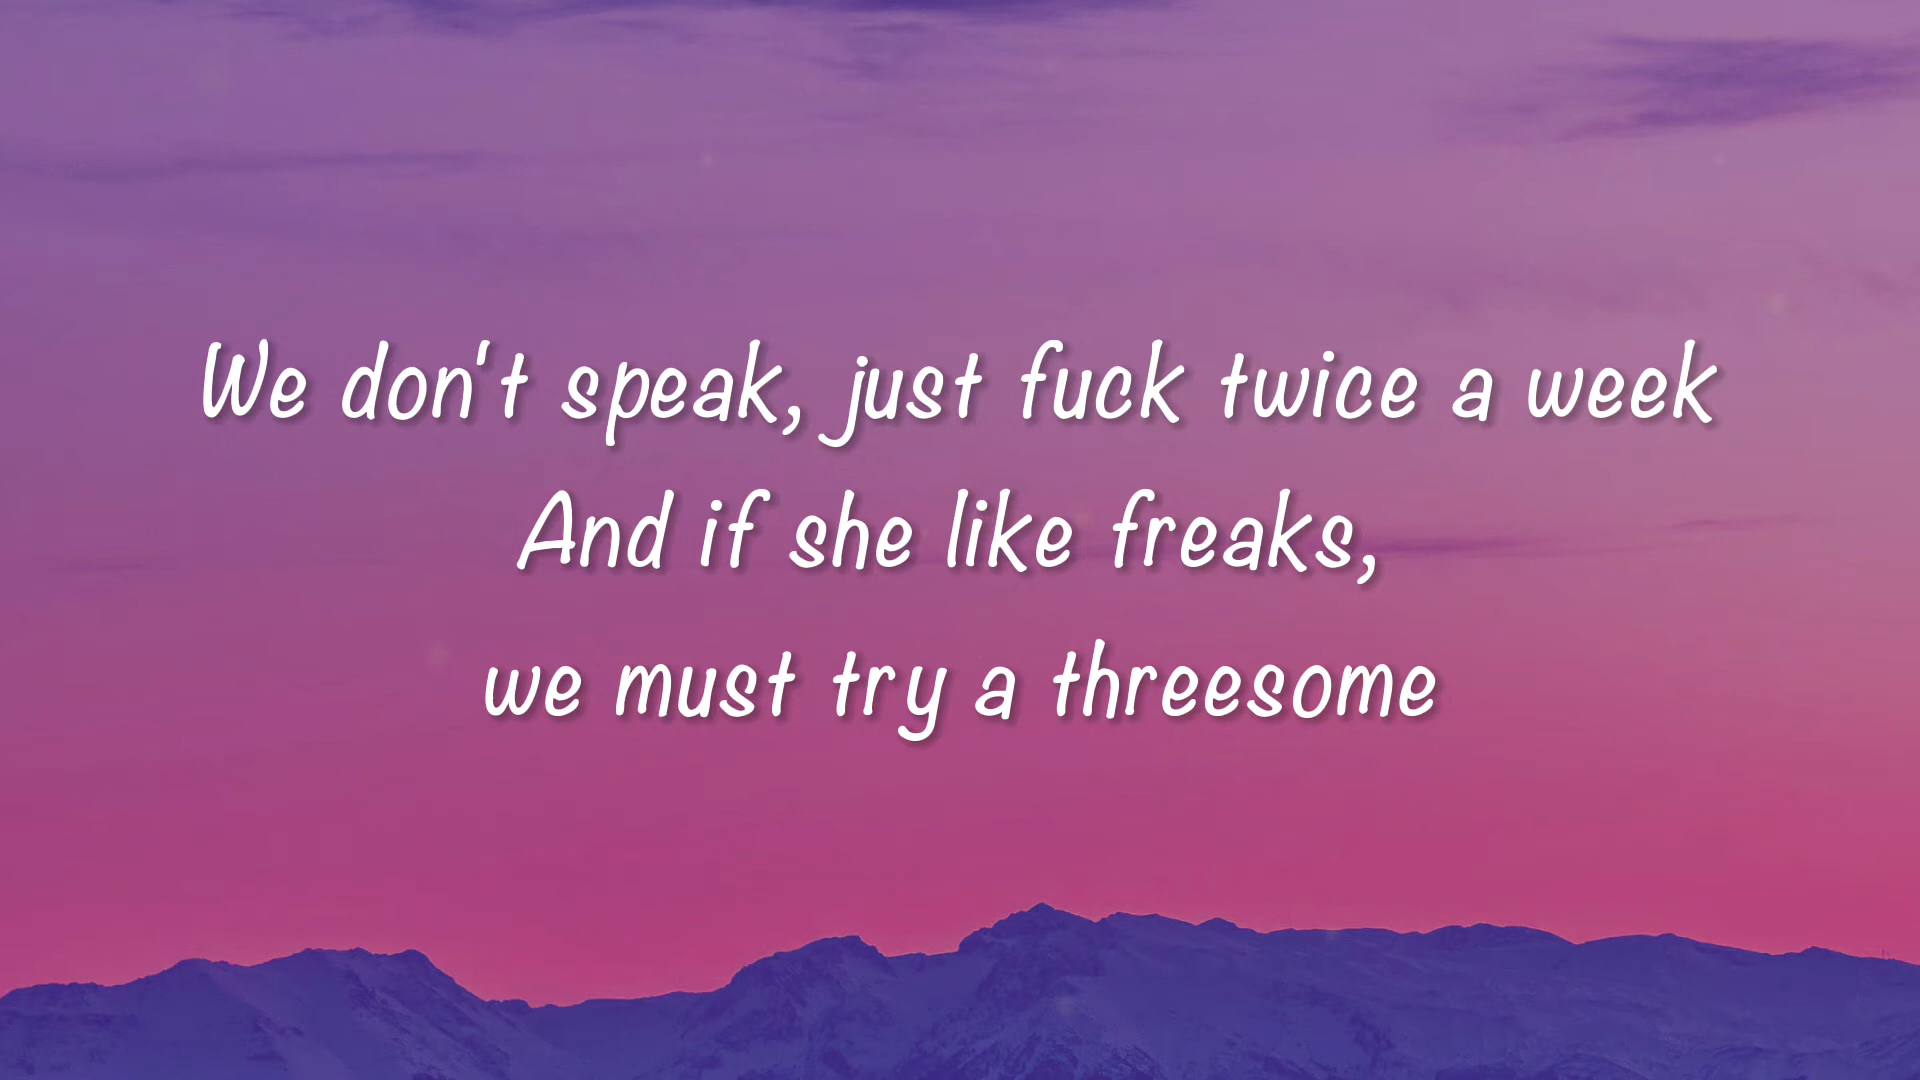 We don't speak, just fuck twice a week
And if she like freaks,
we must try a threesome